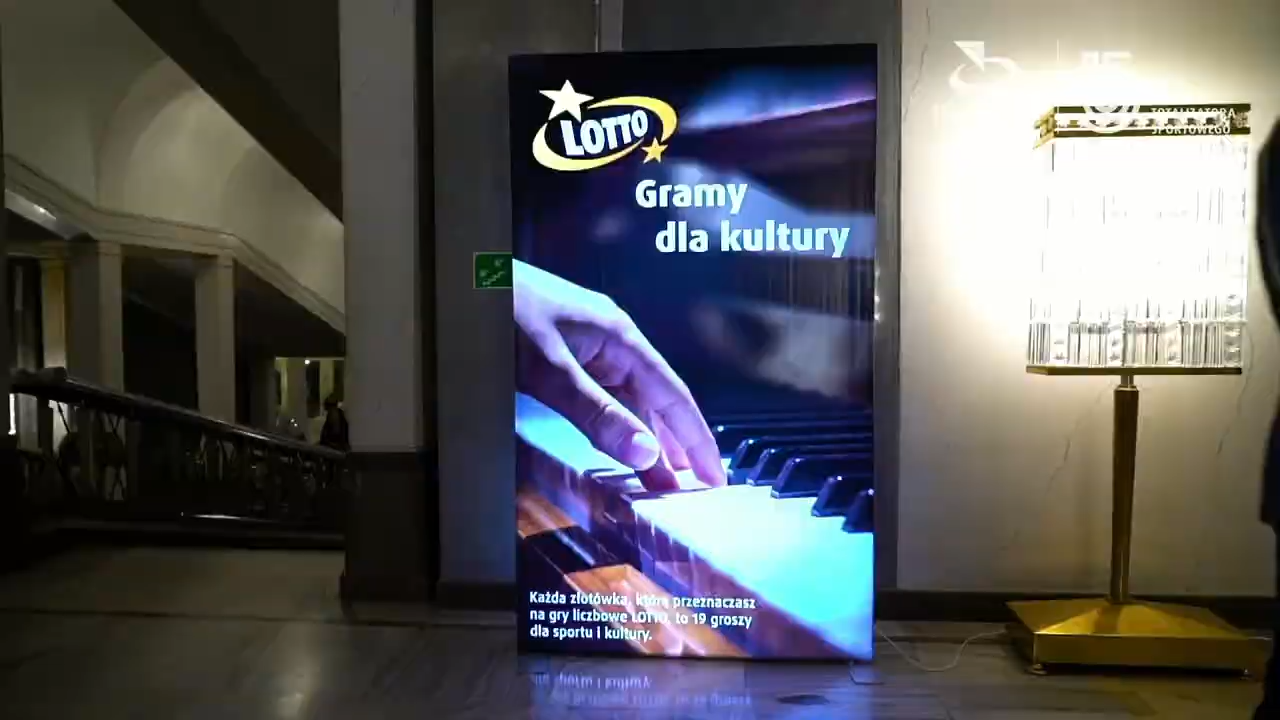 LOTTO
Gramy
dla kultury
Każda złotówka, którą przeznaczasz
na gry liczbowe LOTTO, to 19 groszy
dla sportu i kultury.
TOTALIZATORA
SPORTOWEGO